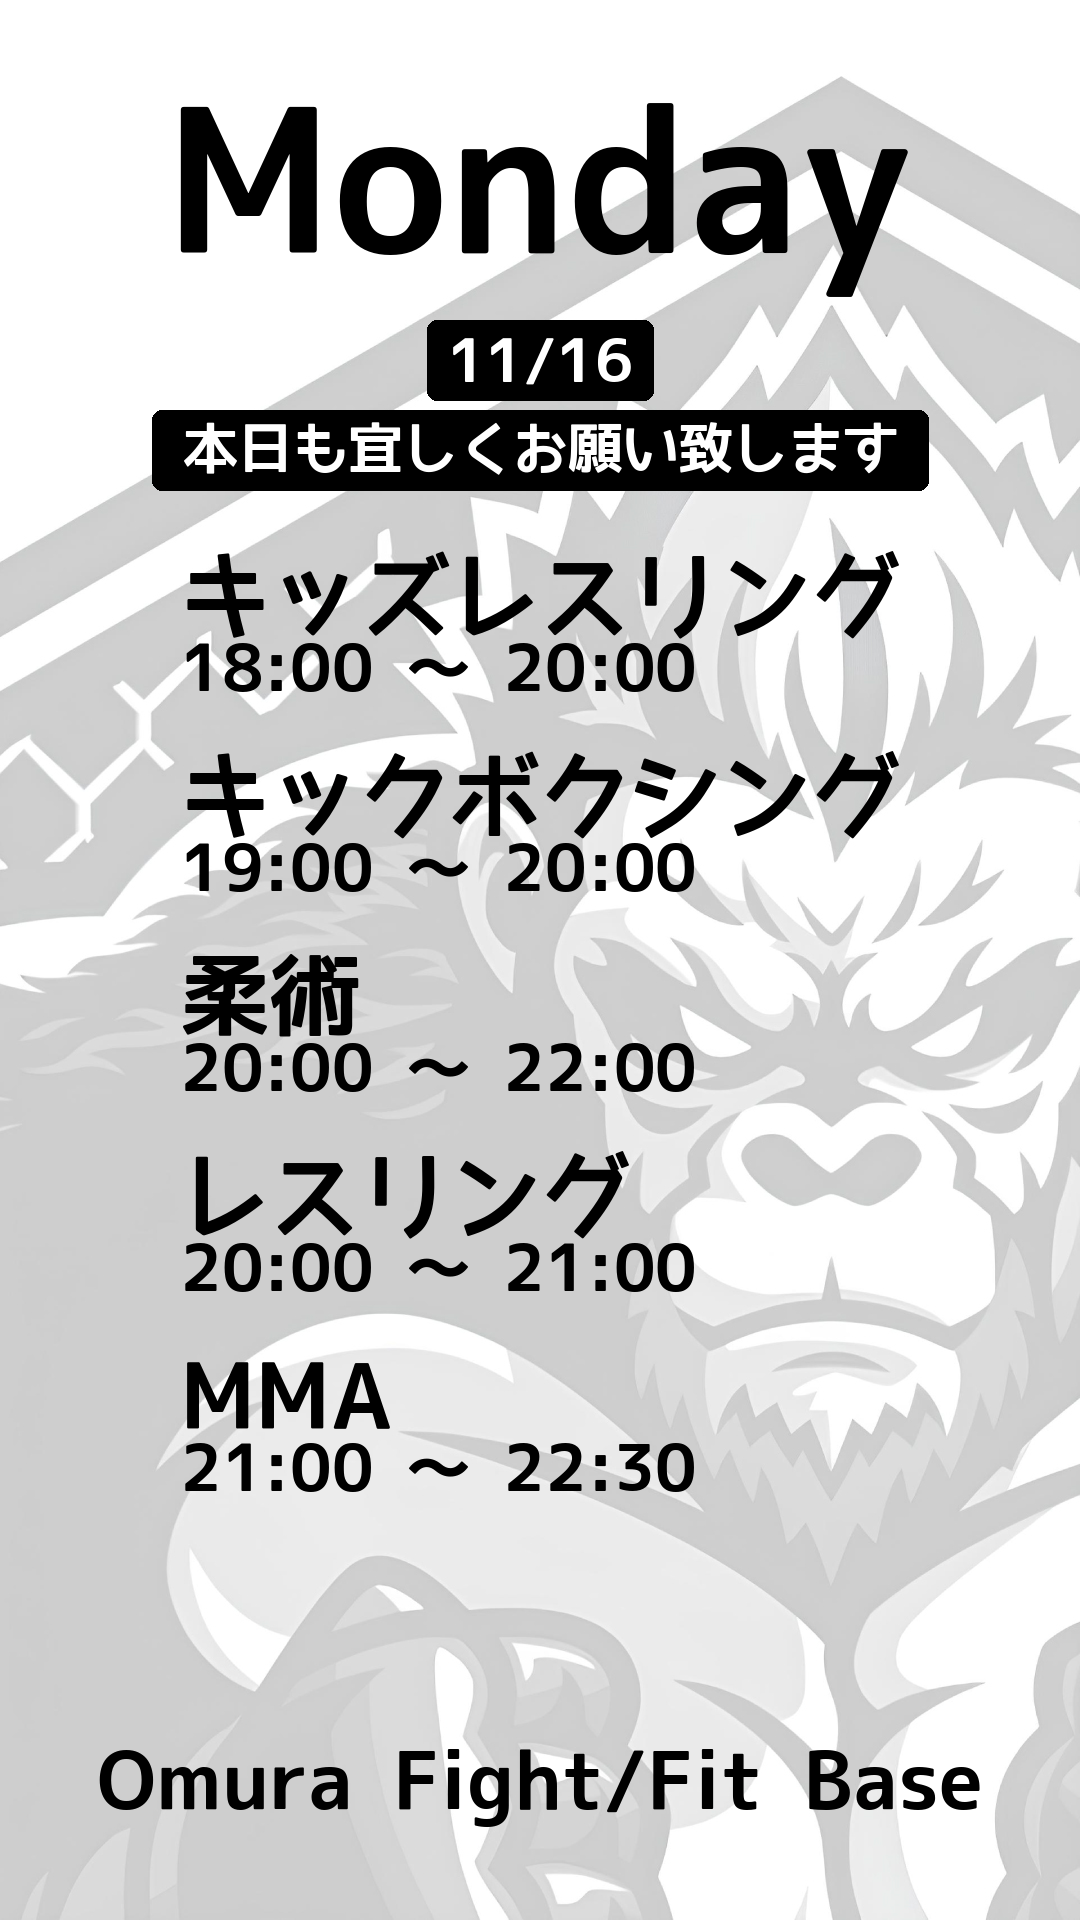 Monday
11/16
本日も宜しくお願い致します
キッズレスリング
18:00 〜 20:00
キックボクシング
19:00 〜 20:00
柔術
20:00 〜 22:00
レスリング
20:00 〜 21:00
MMA
21:00 〜 22:30
Omura Fight/Fit Base